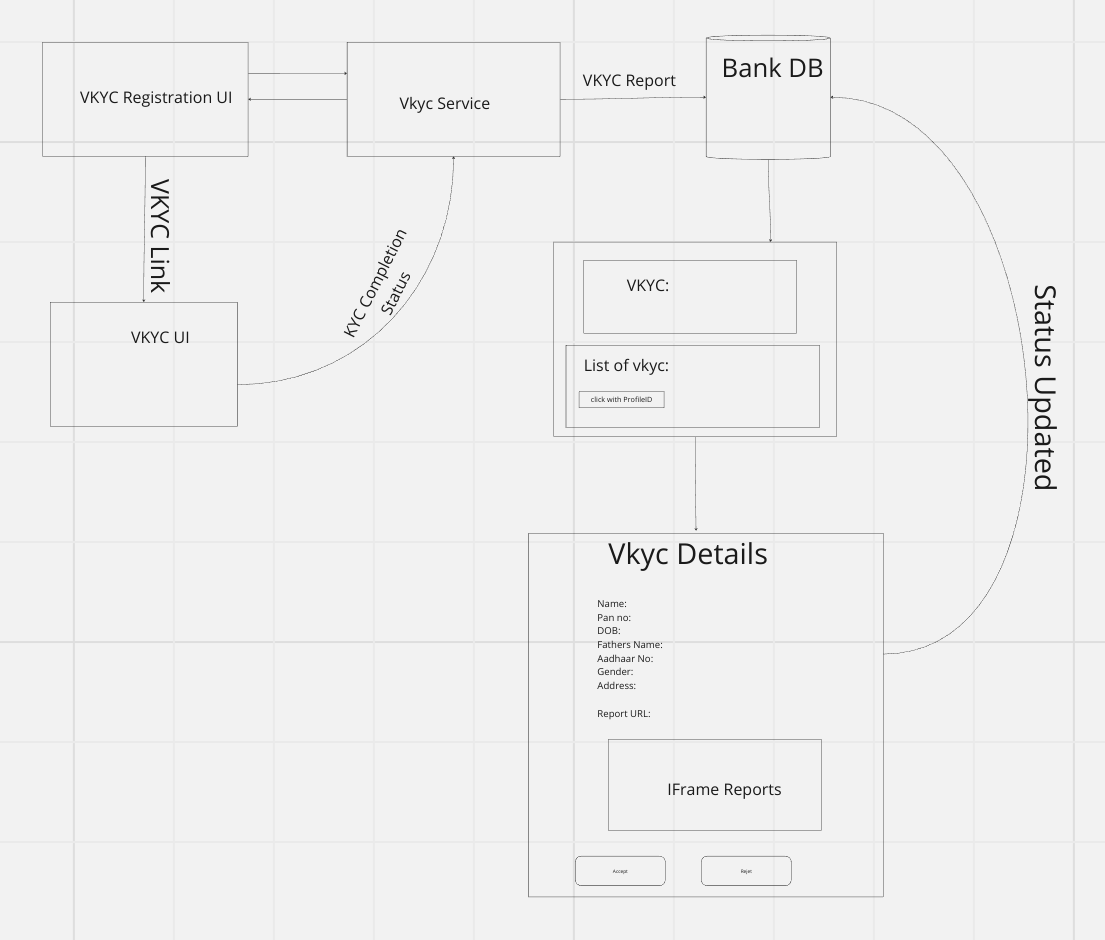 VKYC Registration UI
Vkyc Service
VKYC Report
Bank DB
VKYC Link
KYC Completion
Status
VKYC UI
VKYC:
List of vkyc:
click with ProfileID
Status Updated
Vkyc Details
Name:
Pan no:
DOB:
Fathers Name:
Aadhaar No:
Gender:
Address:
Report URL:
IFrame Reports
Accept
Rejet